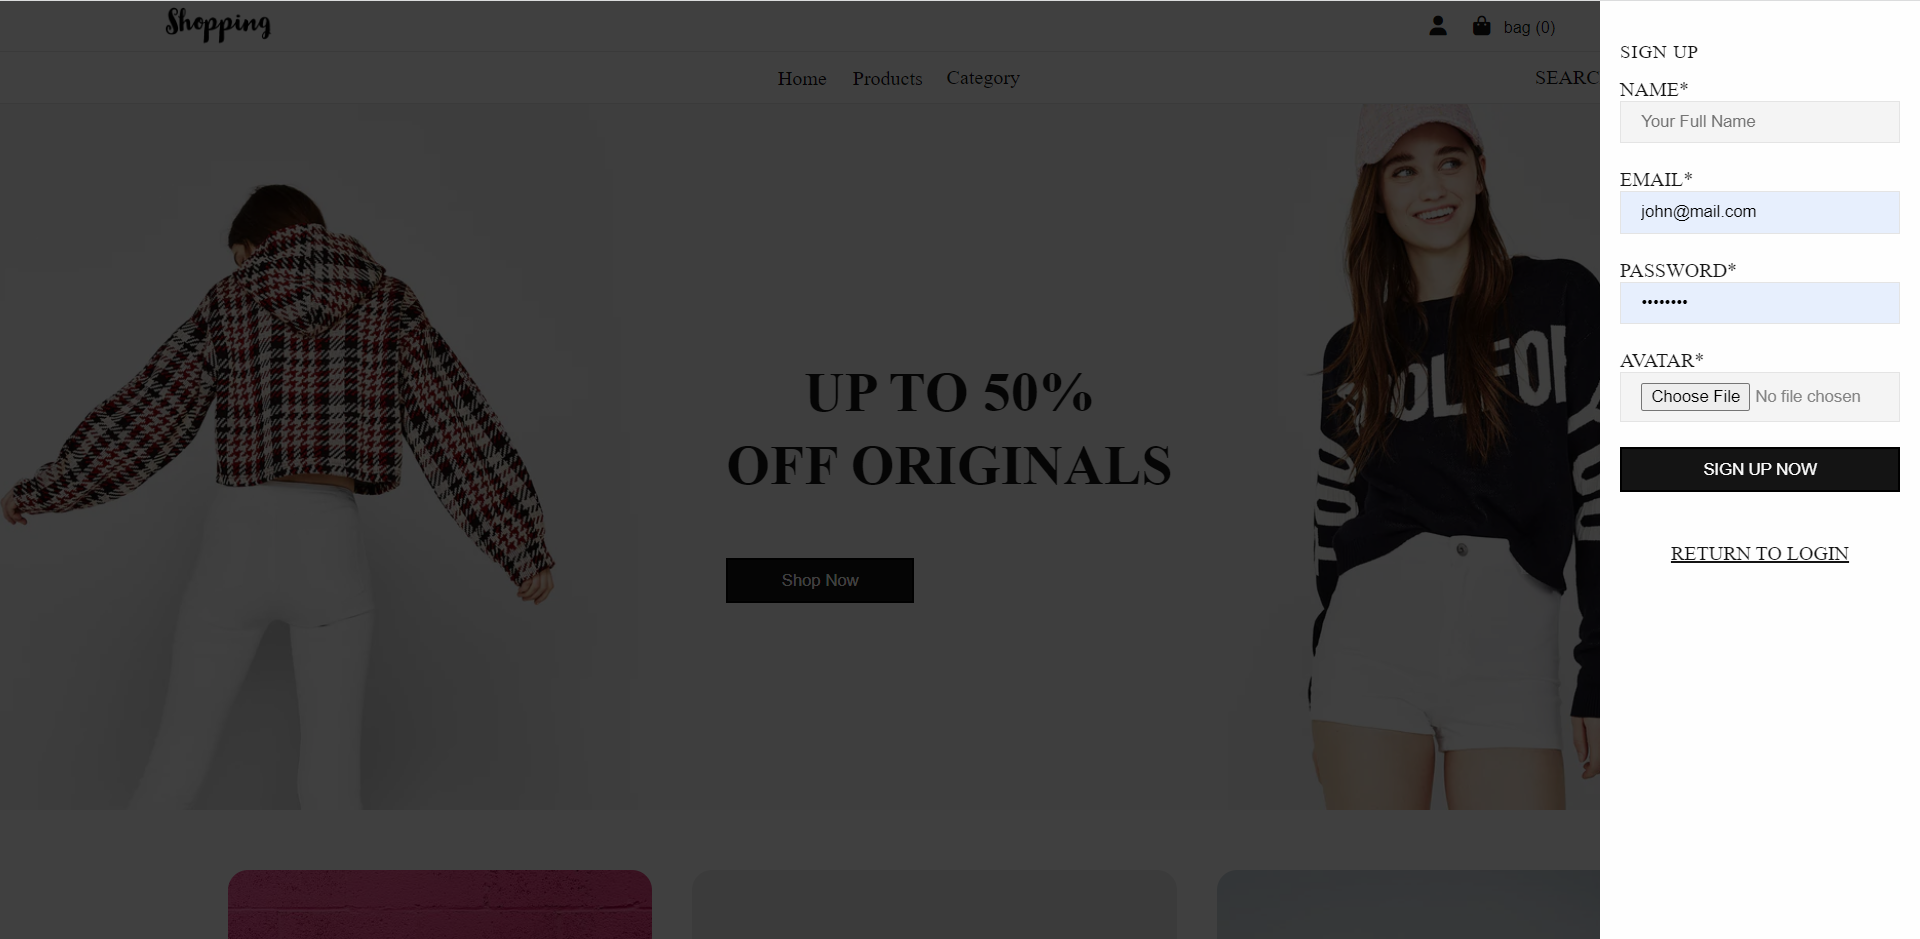 Shopping
bag (0)
Home Products Category
SEARC
UP TO 50%
OFF ORIGINALS
Shop Now
SIGN UP
NAME*
Your Full Name
EMAIL*
john@mail.com
PASSWORD*
••••••••
AVATAR*
Choose File No file chosen
SIGN UP NOW
RETURN TO LOGIN